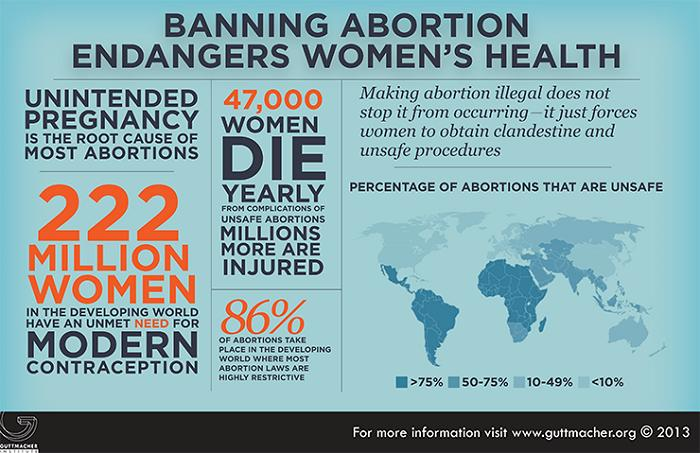 BANNING ABORTION
ENDANGERS WOMEN'S HEALTH
UNINTENDED
PREGNANCY
IS THE ROOT CAUSE OF
MOST ABORTIONS
222
MILLION
WOMEN
IN THE DEVELOPING WORLD
HAVE AN UNMET NEED FOR
MODERN
CONTRACEPTION
47,000
WOMEN
DIE
YEARLY
FROM COMPLICATIONS OF
UNSAFE ABORTIONS
MILLIONS
MORE ARE
INJURED
86%
OF ABORTIONS TAKE
PLACE IN THE DEVELOPING
WORLD WHERE MOST
ABORTION LAWS ARE
HIGHLY RESTRICTIVE
Making abortion illegal does not
stop it from occurring—it just forces
women to obtain clandestine and
unsafe procedures
PERCENTAGE OF ABORTIONS THAT ARE UNSAFE
>75% 50-75% 10-49% <10%
GUTTMACHER
INSTITUTE
For more information visit www.guttmacher.org © 2013